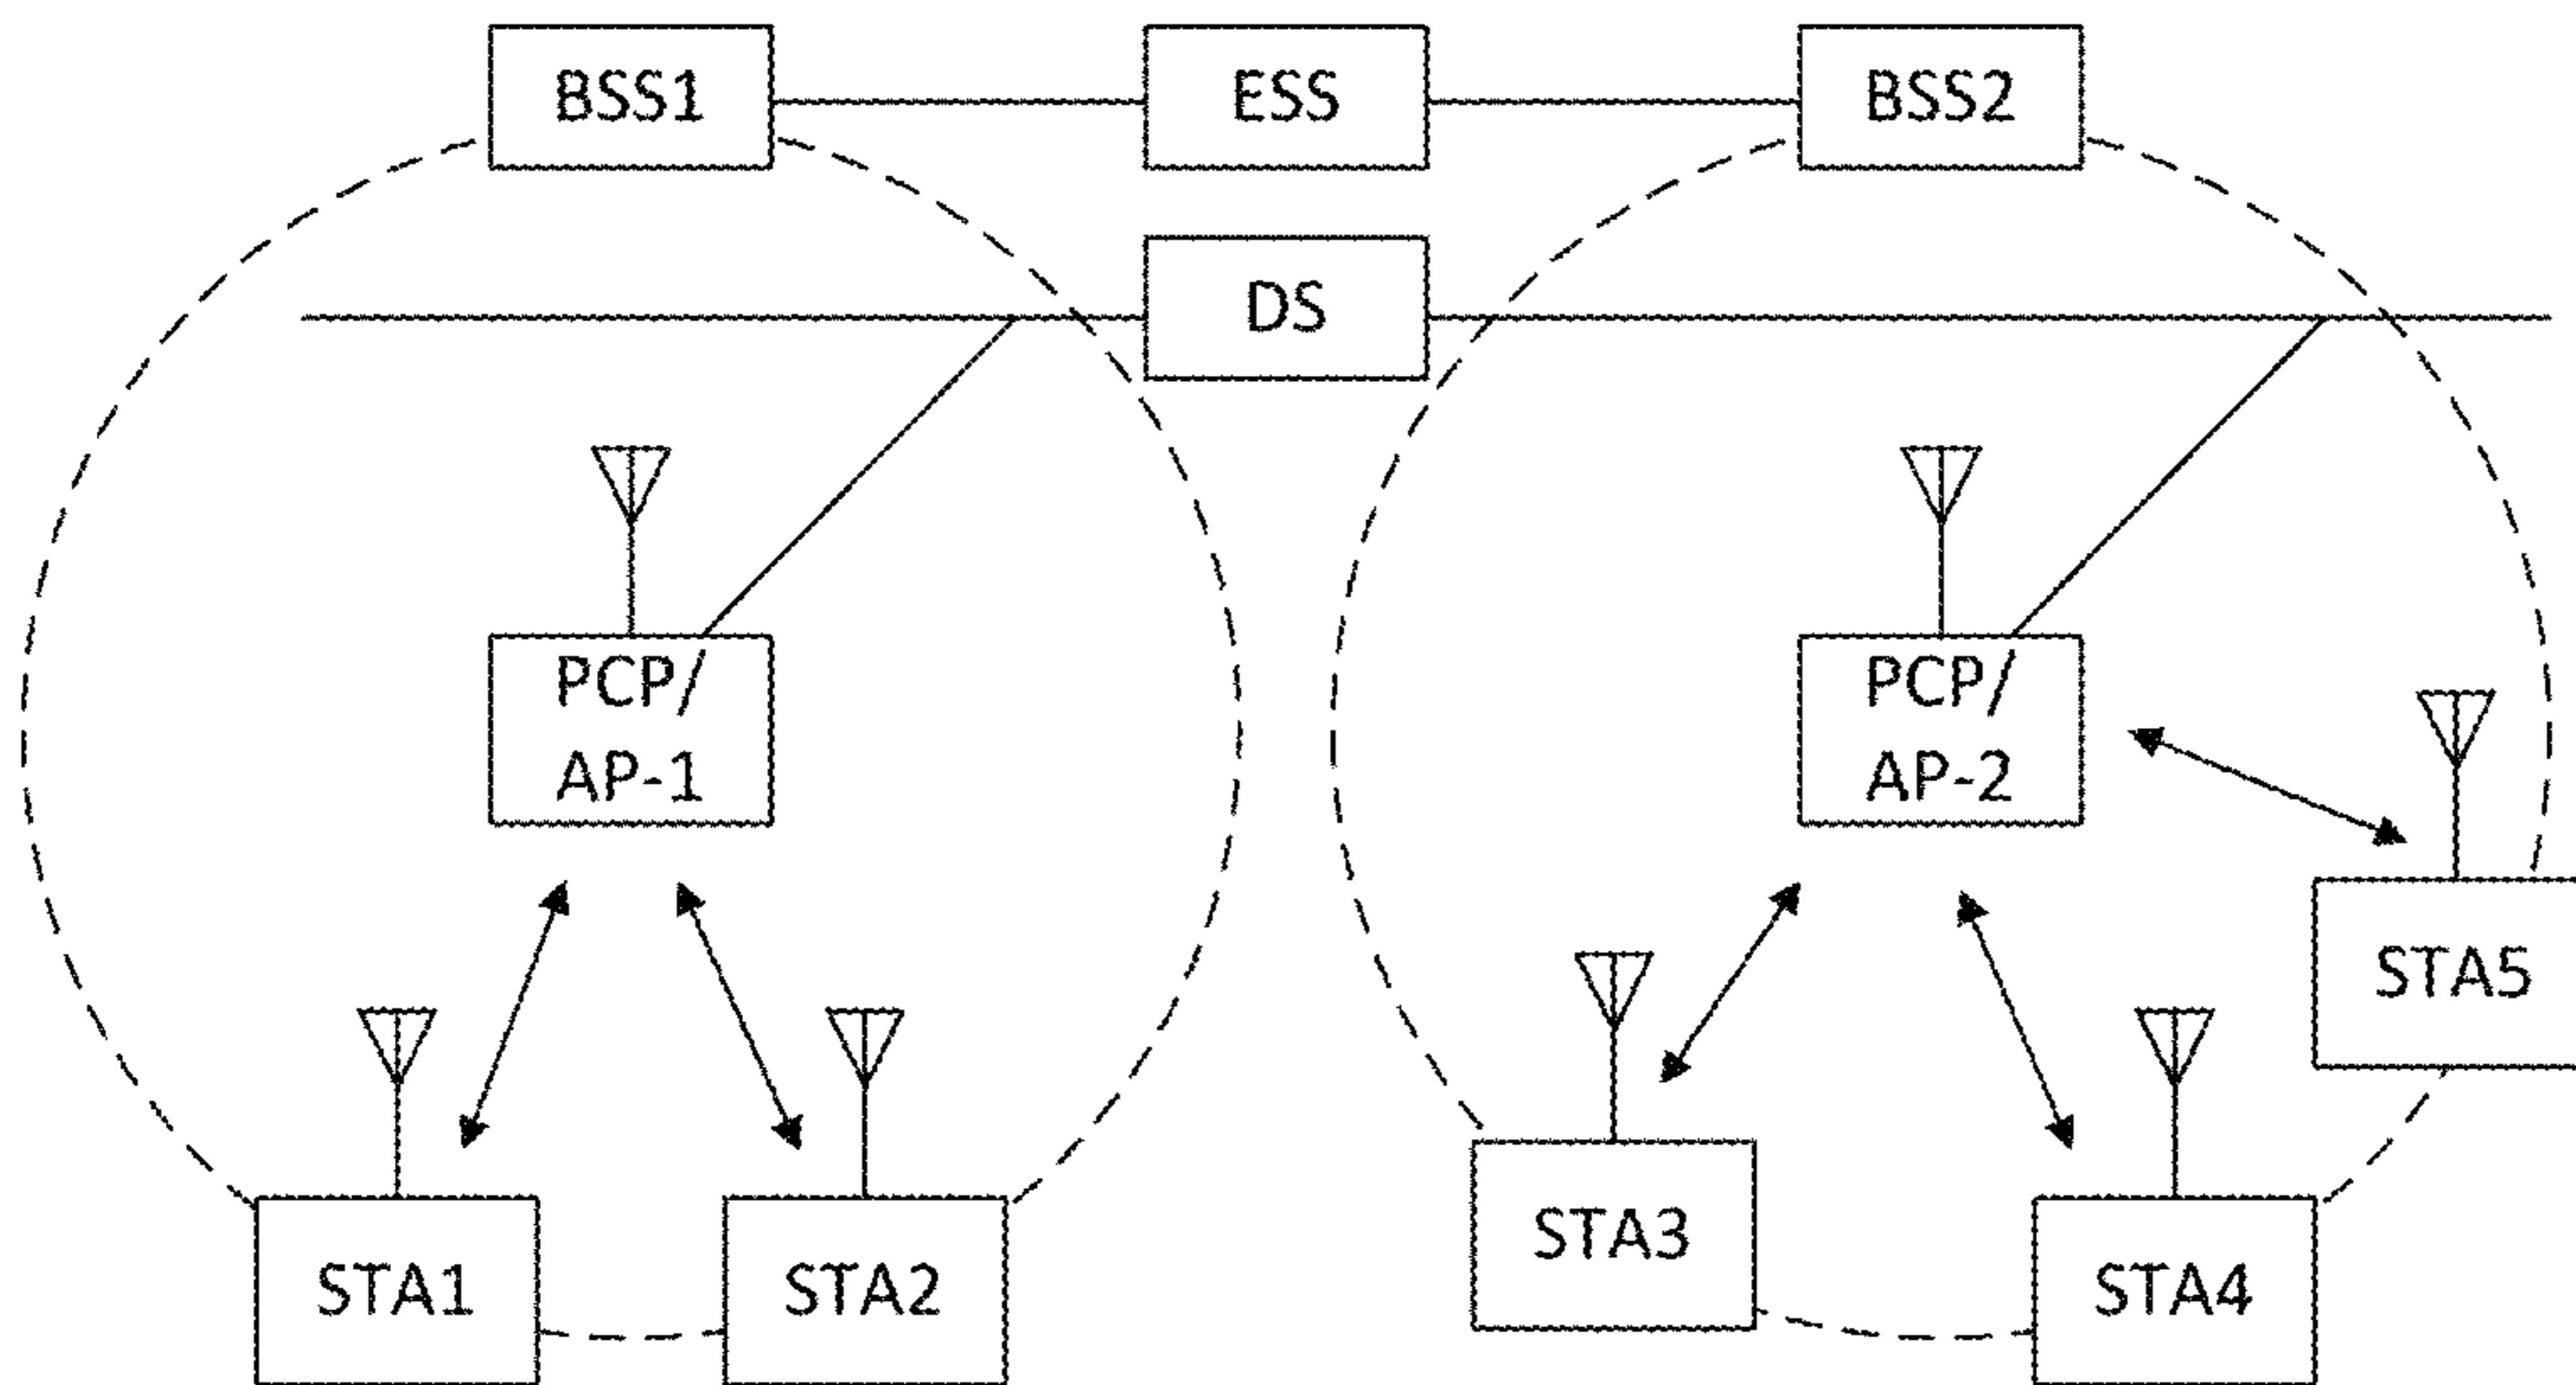 BSS1
ESS
BSS2
DS
PCP/
AP-1
PCP/
AP-2
STA5
STA3
STA4
STA1
STA2